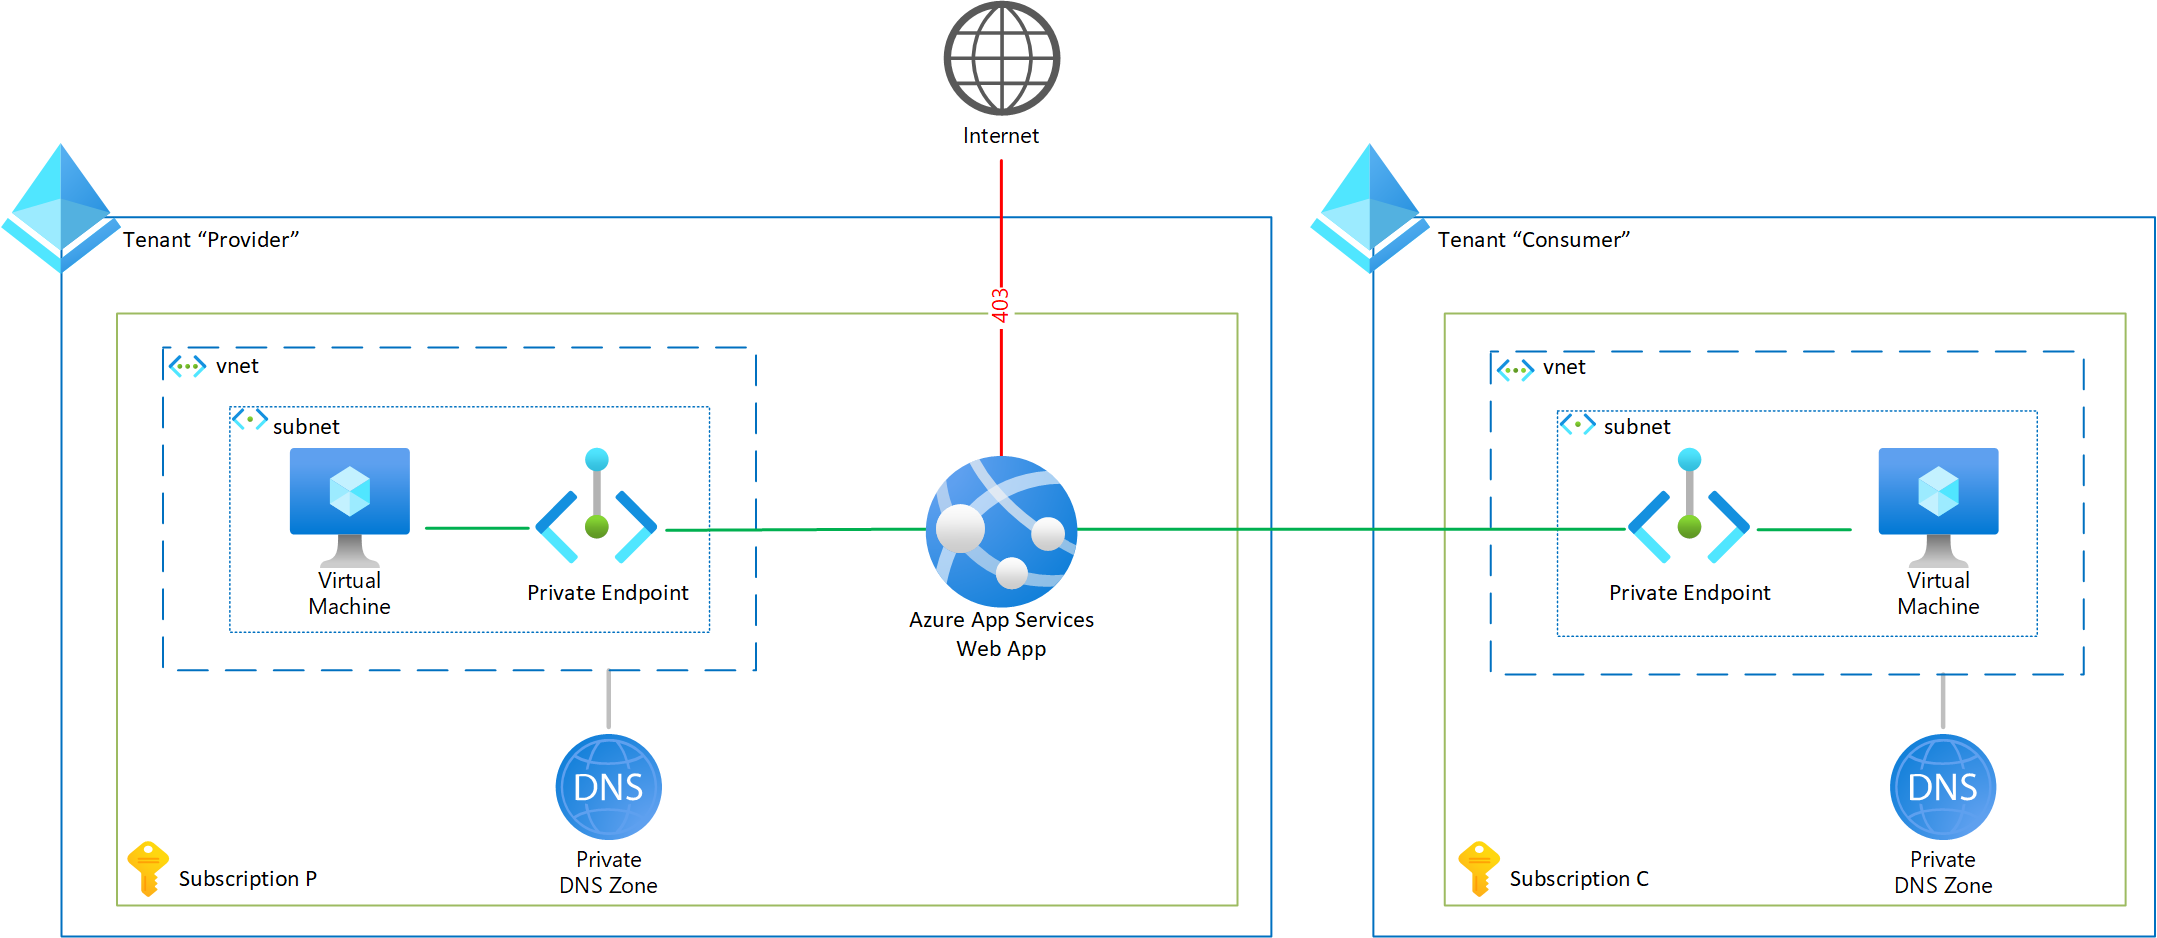 Internet
Tenant “Provider”
Tenant “Consumer”
403
vnet
subnet
Virtual
Machine
Private Endpoint
Azure App Services
Web App
vnet
subnet
Private Endpoint
Virtual
Machine
DNS
Private
DNS Zone
Subscription P
DNS
Private
DNS Zone
Subscription C